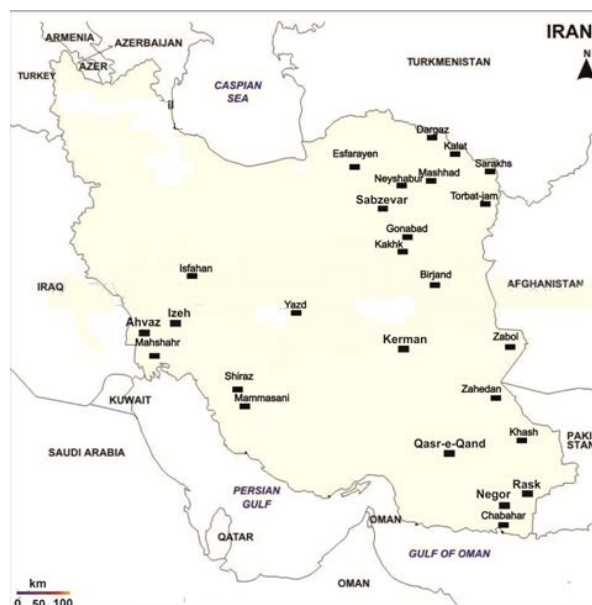 IRAN
N
ARMENIA
AZERBAIJAN
AZER
TURKEY
TURKMENISTAN
CASPIAN
SEA
il
Dargaz
Kalat
Esfarayen
Sarakhs
Mashhad
Neyshabur
Torbat-jam
Sabzevar
Gonabad
Kakhk
Isfahan
Birjand
IRAQ
AFGHANISTAN
Yazd
Izeh
Ahvaz
Kerman
Zabol
Mahshahr
Shiraz
Zahedan
KUWAIT
Mammasani
Khash
PAKI
STAN
Qasr-e-Qand
SAUDI ARABIA
Rask
PERSIAN
GULF
Negor
OMAN
Chabahar
QATAR
GULF OF OMAN
km
OMAN
0 50 100